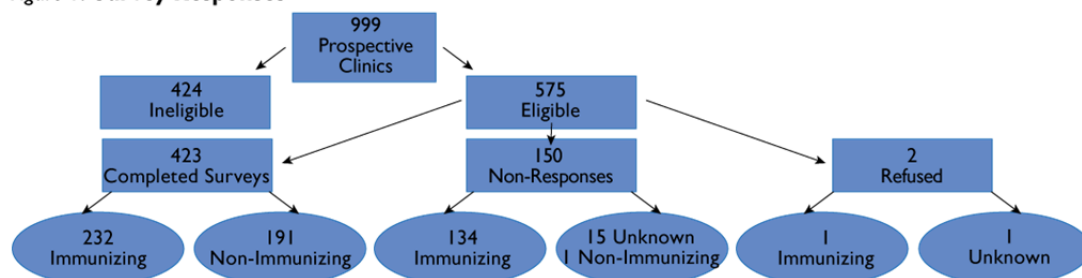 999
Prospective
Clinics
424
Ineligible
575
Eligible
423
Completed Surveys
150
Non-Responses
2
Refused
232
Immunizing
191
Non-Immunizing
134
Immunizing
15 Unknown
1 Non-Immunizing
1
Immunizing
1
Unknown